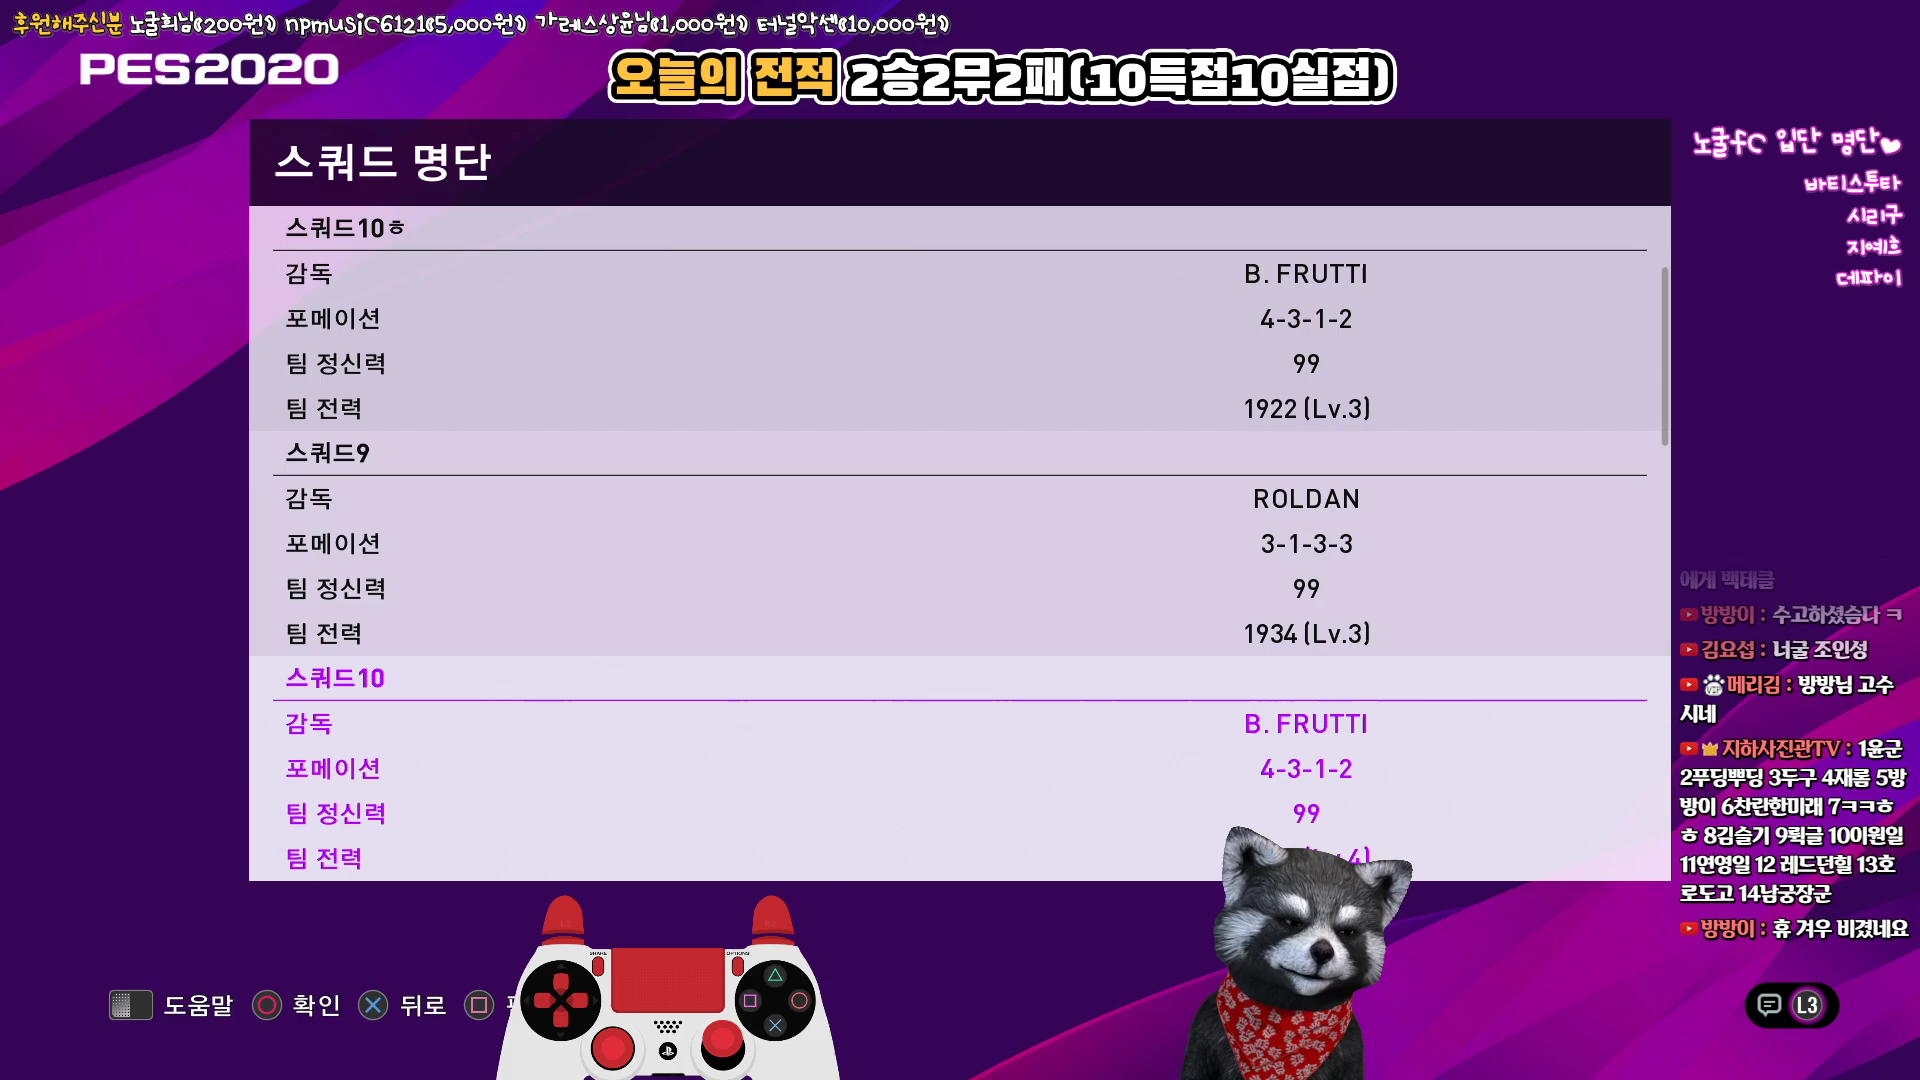 후원해주신분 노굴희님(200원) npmusic6121(5,000원) 가레스상윤님(1,000원) 터널악센(10,000원)
PES2020
오늘의 전적 2승2무2패(10득점10실점)
스쿼드 명단
스쿼드10ㅎ
감독 B. FRUTTI
포메이션 4-3-1-2
팀 정신력 99
팀 전력 1922 (Lv.3)
스쿼드9
감독 ROLDAN
포메이션 3-1-3-3
팀 정신력 99
팀 전력 1934 (Lv.3)
스쿼드10
감독 B. FRUTTI
포메이션 4-3-1-2
팀 정신력 99
팀 전력
노굴fC 입단 명단
바티스투타
시리구
지예흐
데파이
에게 백태클
방방이 : 수고하셨슴다 ㅋ
김요섭 : 너굴 조인성
메리김 : 방방님 고수
시네
지하사진관TV : 1윤군
2푸딩뿌딩 3두구 4재롬 5방
방이 6찬란한미래 7ㅋㅋㅎ
ㅎ 8김슬기 9뤽글 10이원일
11연영일 12 레드던힐 13호
로도고 14남궁장군
방방이 : 휴 겨우 비겼네요
SHARE
OPTIONS
도움말 확인 뒤로
L3